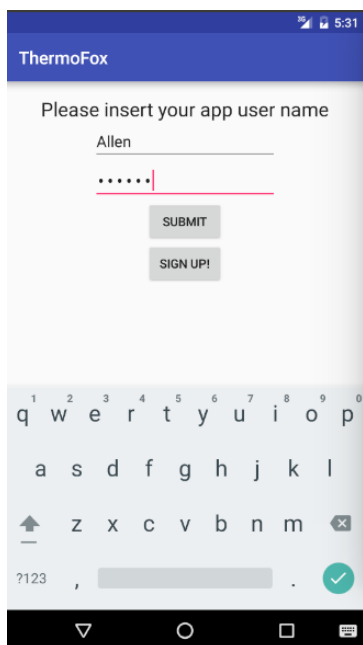 3G 5:31
ThermoFox
Please insert your app user name
Allen
••••••
SUBMIT
SIGN UP!
1 2 3 4 5 6 7 8 9 0
q w e r t y u i o p
a s d f g h j k l
z x c v b n m
?123 , .